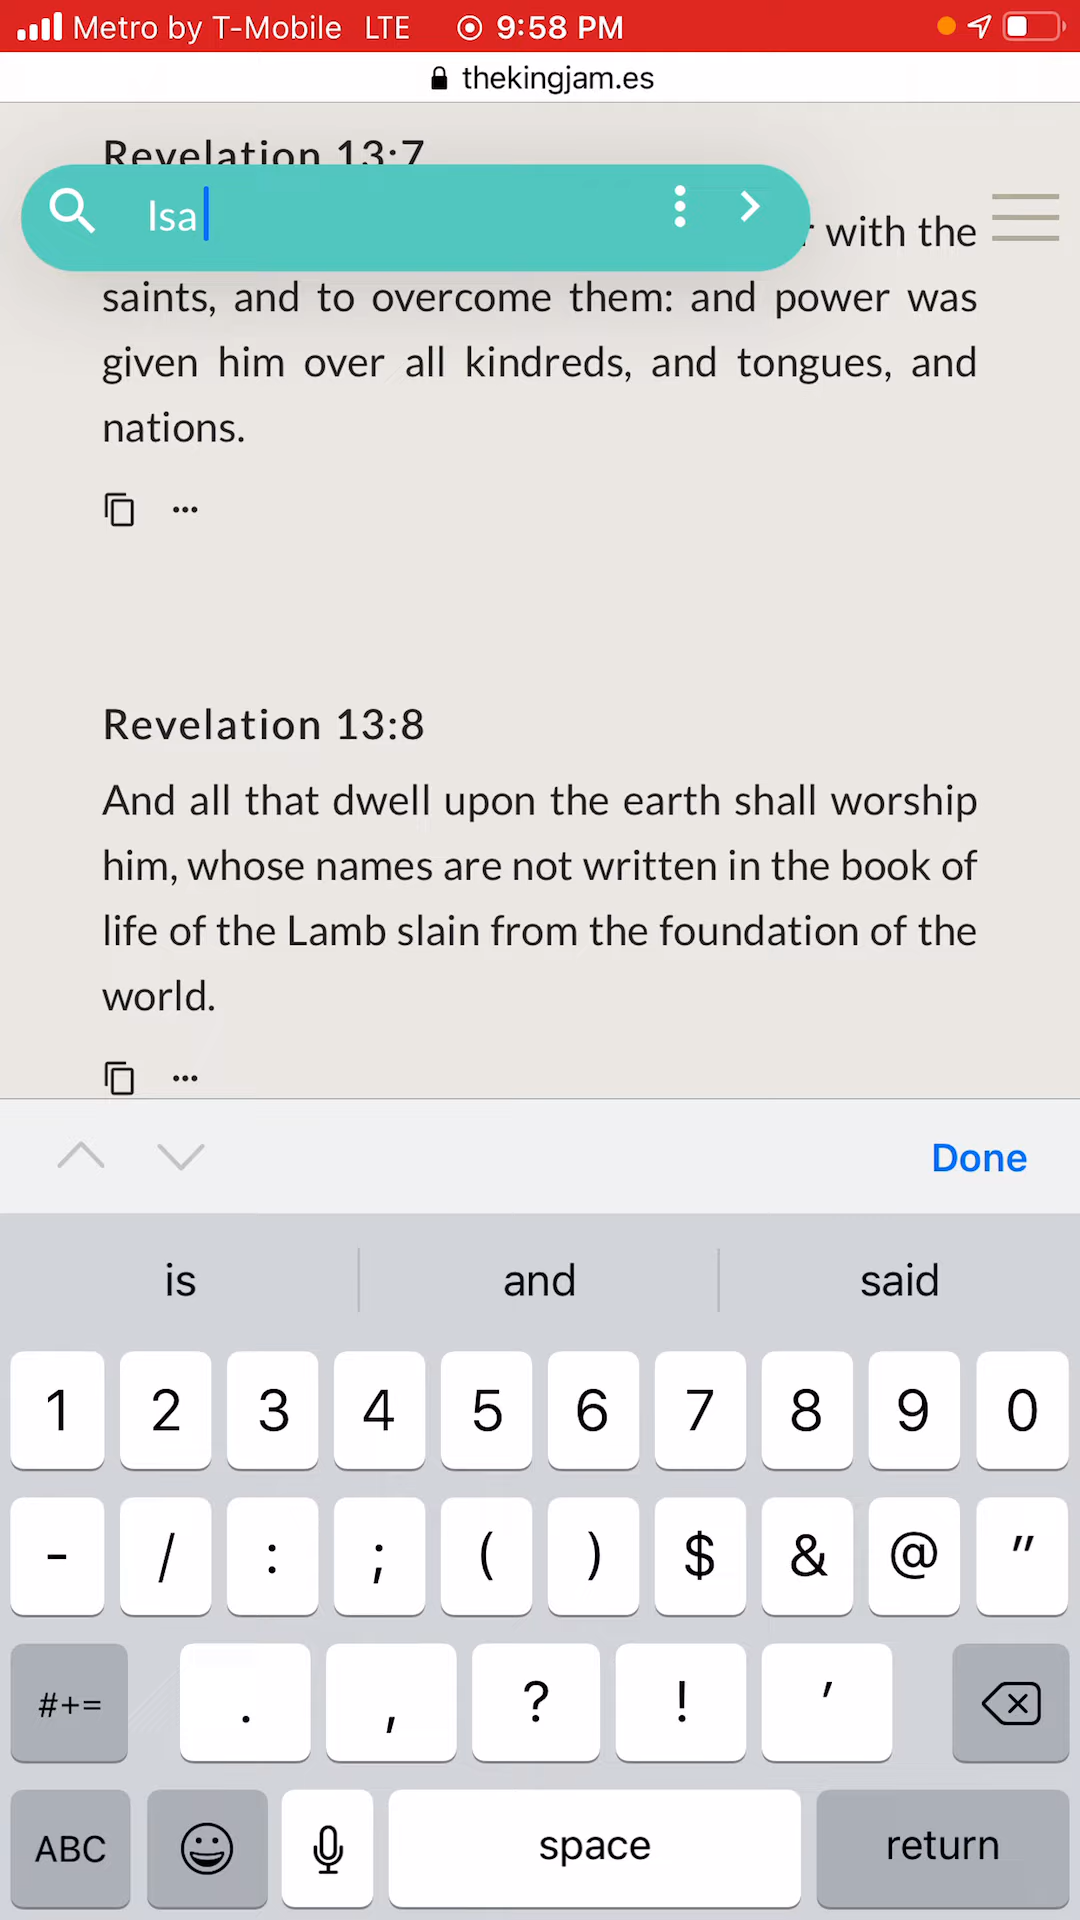 Metro by T-Mobile LTE 9:58 PM
thekingjam.es
Revelation 13:7
Isa
with the
saints, and to overcome them: and power was
given him over all kindreds, and tongues, and
nations.
Revelation 13:8
And all that dwell upon the earth shall worship
him, whose names are not written in the book of
life of the Lamb slain from the foundation of the
world.
Done
is and said
1 2 3 4 5 6 7 8 9 0
- / : ; ( ) $ & @ "
#+= . , ? ! '
ABC space return